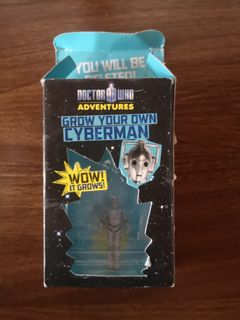 YOU WILL BE
DELETED!
DOCTOR WHO
ADVENTURES
GROW YOUR OWN
CYBERMAN
WOW!
IT GROWS!